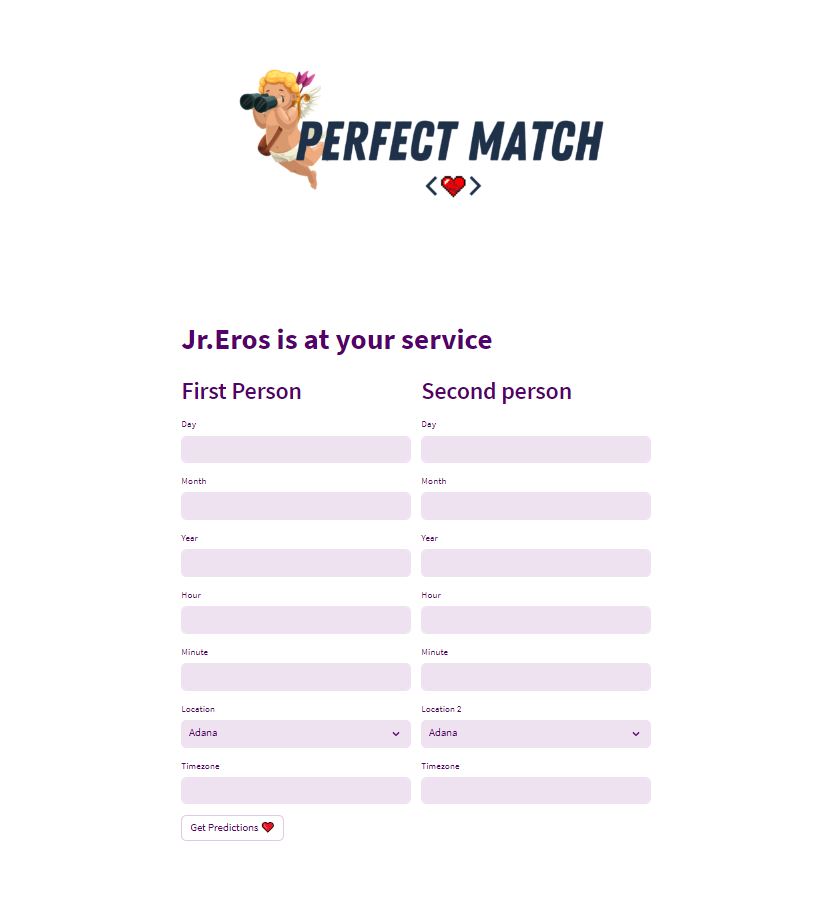 PERFECT MATCH
<❤>
Jr.Eros is at your service
First Person
Second person
Day
Day
Month
Month
Year
Year
Hour
Hour
Minute
Minute
Location
Location 2
Adana
Adana
Timezone
Timezone
Get Predictions ❤